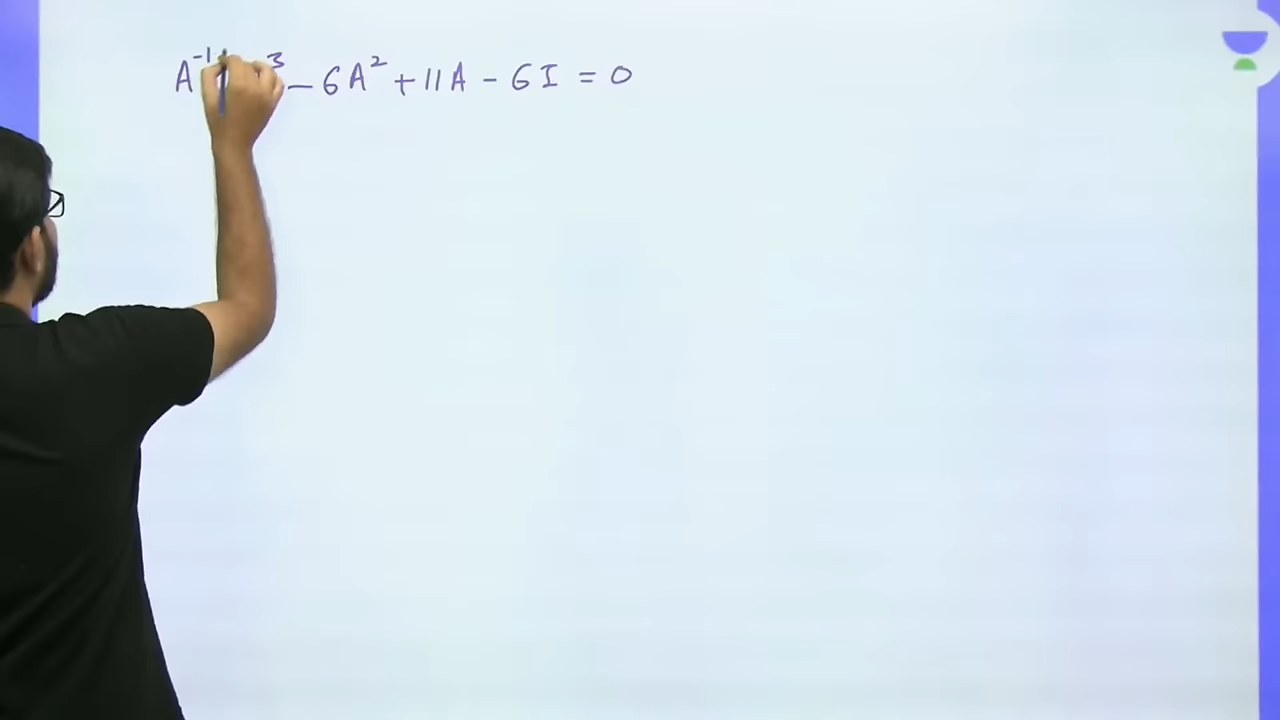 A⁻¹ ³ – 6A² + 11A – 6I = 0